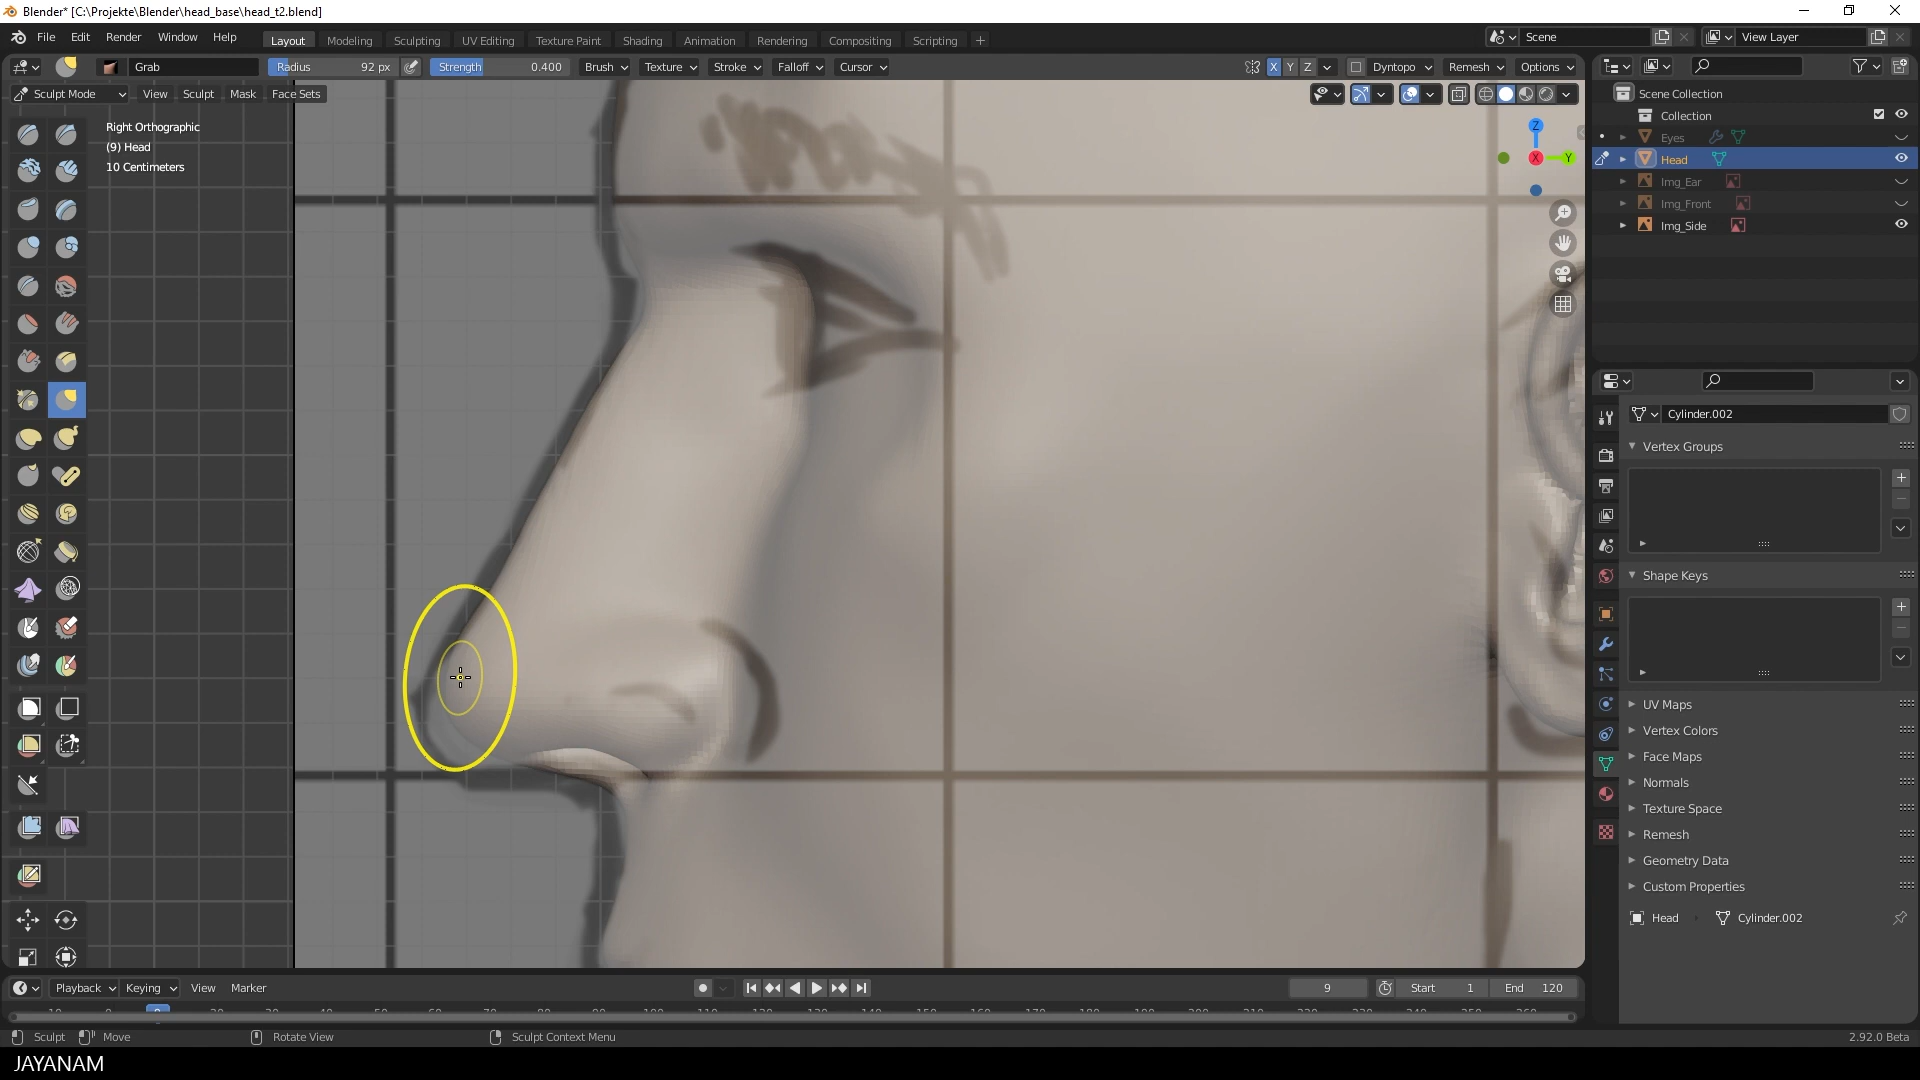 Blender* [C:\Projekte\Blender\head_base\head_t2.blend]
File Edit Render Window Help
Layout Modeling Sculpting UV Editing Texture Paint Shading Animation Rendering Compositing Scripting +
Scene
View Layer
Grab
Radius 92 px
Strength 0.400
Brush Texture Stroke Falloff Cursor
X Y Z
Dyntopo Remesh Options
Sculpt Mode View Sculpt Mask Face Sets
Right Orthographic
(9) Head
10 Centimeters
Z
X
Y
Scene Collection
Collection
Eyes
Head
Img_Ear
Img_Front
Img_Side
Cylinder.002
Vertex Groups
Shape Keys
UV Maps
Vertex Colors
Face Maps
Normals
Texture Space
Remesh
Geometry Data
Custom Properties
Head Cylinder.002
Playback Keying View Marker
9
Start 1
End 120
Sculpt Move Rotate View Sculpt Context Menu
2.92.0 Beta
JAYANAM